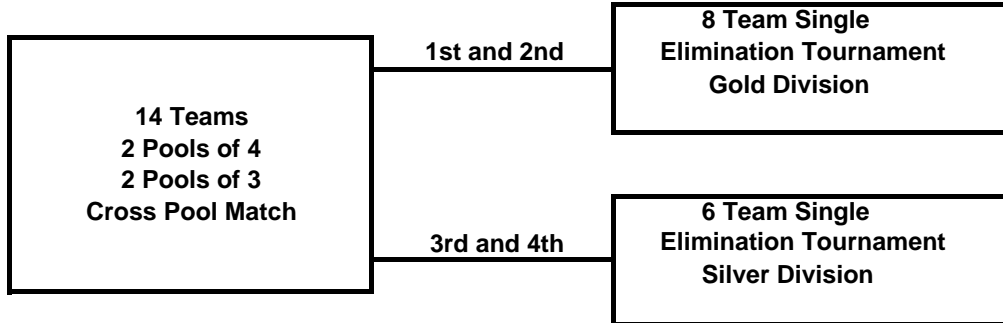 14 Teams
2 Pools of 4
2 Pools of 3
Cross Pool Match
1st and 2nd
8 Team Single
Elimination Tournament
Gold Division
3rd and 4th
6 Team Single
Elimination Tournament
Silver Division